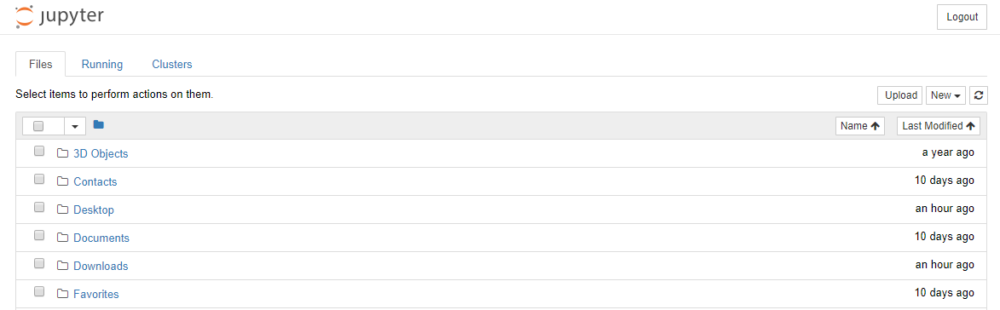 jupyter
Logout
Files Running Clusters
Select items to perform actions on them.
Upload New
Name Last Modified
3D Objects a year ago
Contacts 10 days ago
Desktop an hour ago
Documents 10 days ago
Downloads an hour ago
Favorites 10 days ago